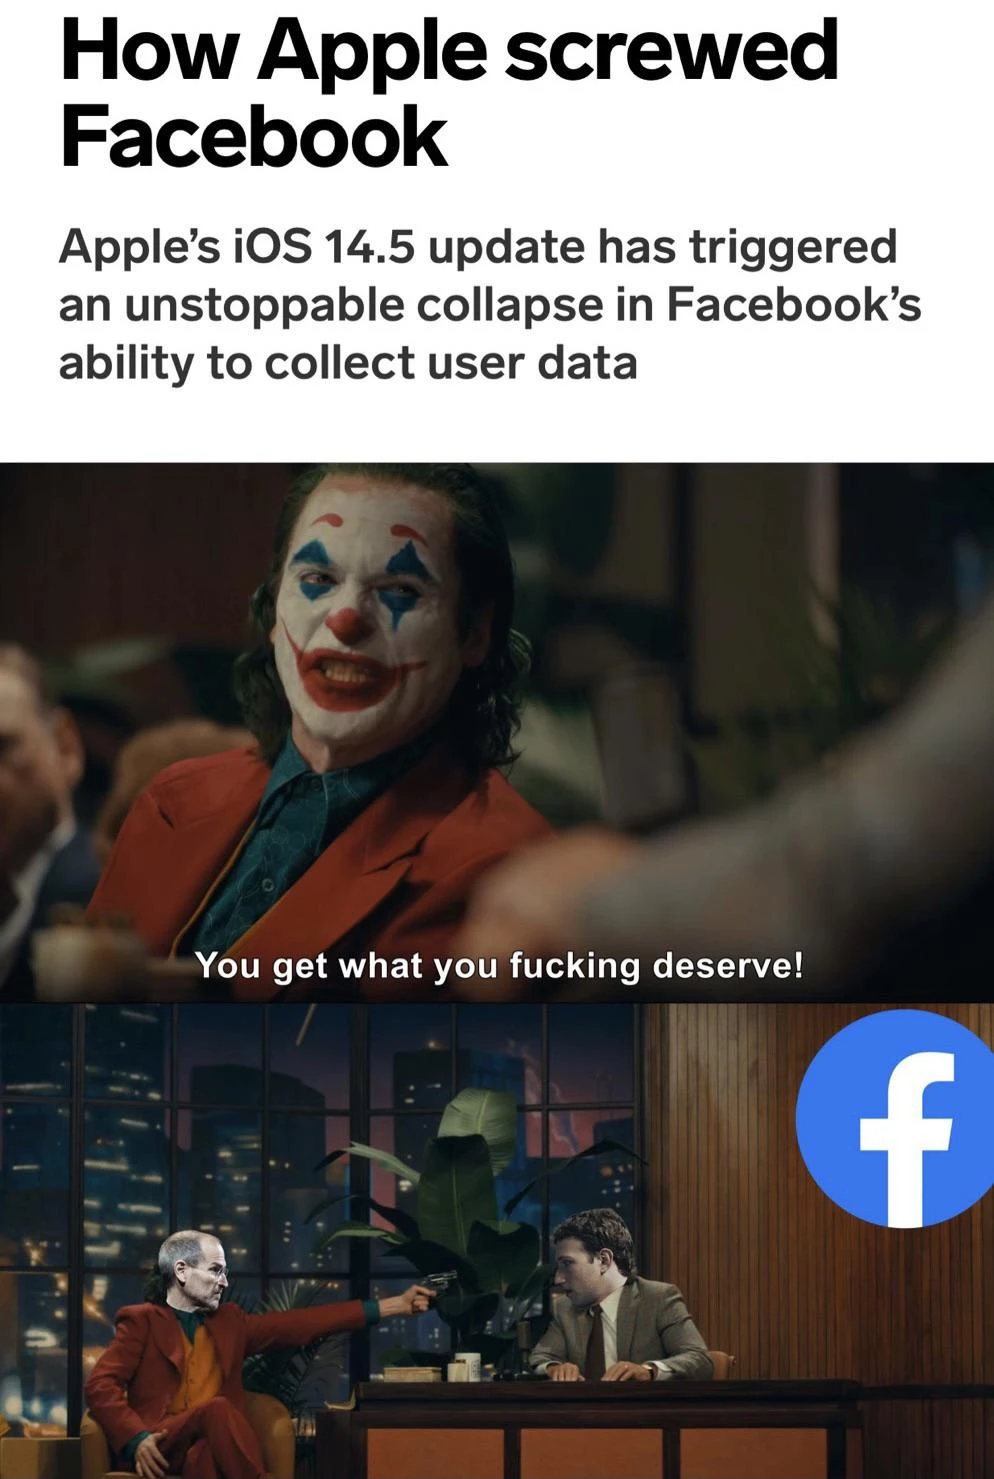 How Apple screwed
Facebook
Apple’s iOS 14.5 update has triggered
an unstoppable collapse in Facebook’s
ability to collect user data
You get what you fucking deserve!
f